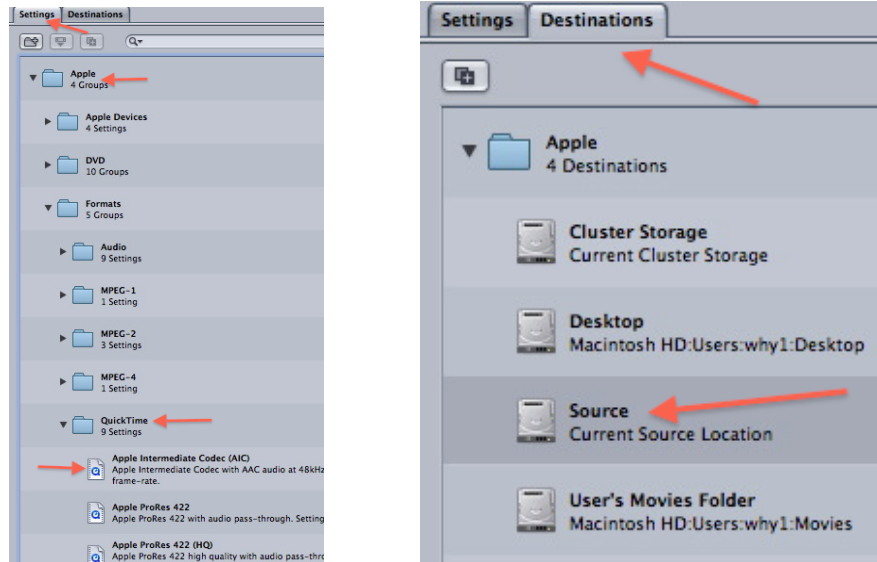 Settings Destinations
Apple
4 Groups
Apple Devices
4 Settings
DVD
10 Groups
Formats
5 Groups
Audio
9 Settings
MPEG-1
1 Setting
MPEG-2
3 Settings
MPEG-4
1 Setting
QuickTime
9 Settings
Apple Intermediate Codec (AIC)
Apple Intermediate Codec with AAC audio at 48kHz
frame-rate.
Apple ProRes 422
Apple ProRes 422 with audio pass-through. Setting
Apple ProRes 422 (HQ)
Apple ProRes 422 high quality with audio
Settings Destinations
Apple
4 Destinations
Cluster Storage
Current Cluster Storage
Desktop
Macintosh HD:Users:why1:Desktop
Source
Current Source Location
User's Movies Folder
Macintosh HD:Users:why1:Movies